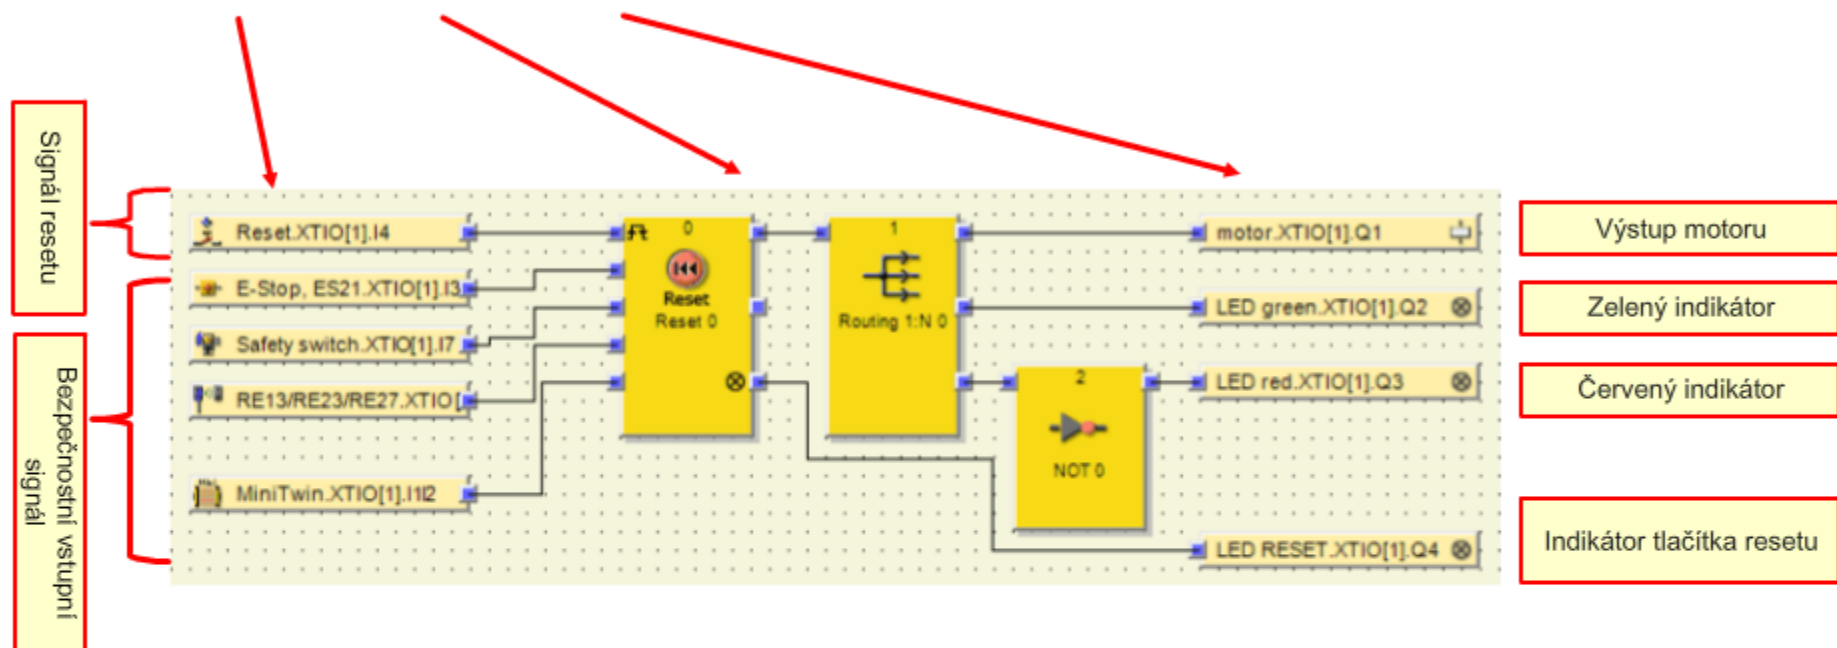 Signál resetu
Bezpečnostní vstupní
signál
Reset.XTIO[1].I4
E-Stop, ES21.XTIO[1].I3
Safety switch.XTIO[1].I7
RE13/RE23/RE27.XTIO[
MiniTwin.XTIO[1].I1I2
0
Reset
Reset 0
1
Routing 1:N 0
2
NOT 0
motor.XTIO[1].Q1
LED green.XTIO[1].Q2
LED red.XTIO[1].Q3
LED RESET.XTIO[1].Q4
Výstup motoru
Zelený indikátor
Červený indikátor
Indikátor tlačítka resetu